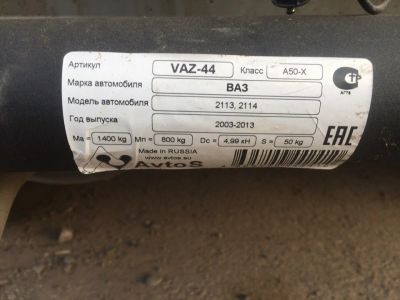 Артикул VAZ-44 Класс A50-X
Марка автомобиля ВАЗ
Модель автомобиля 2113, 2114
Год выпуска 2003-2013
Ma = 1400 kg Mn = 800 kg Dc = 4,99 кН S = 50 kg
Made in RUSSIA
www.avtos.su
AvtoS
ЕАС